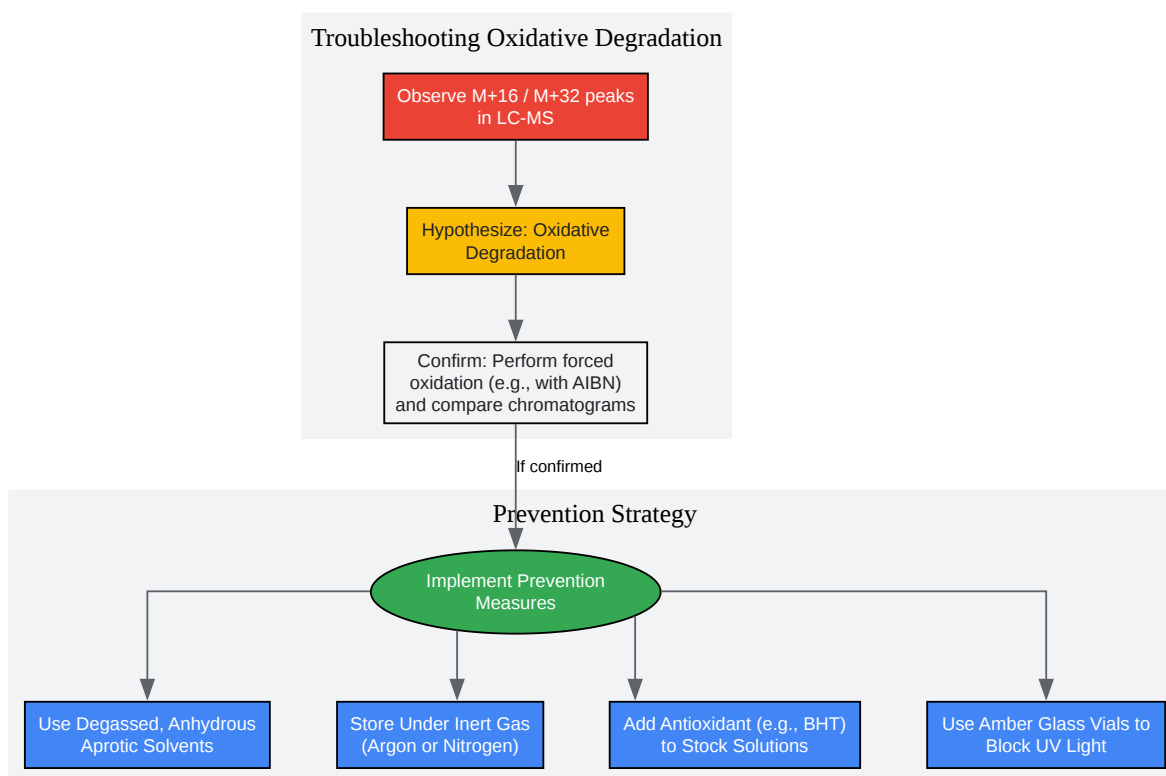 Troubleshooting Oxidative Degradation
Observe M+16 / M+32 peaks
in LC-MS
Hypothesize: Oxidative
Degradation
Confirm: Perform forced
oxidation (e.g., with AIBN)
and compare chromatograms
If confirmed
Prevention Strategy
Implement Prevention
Measures
Use Degassed, Anhydrous
Aprotic Solvents
Store Under Inert Gas
(Argon or Nitrogen)
Add Antioxidant (e.g., BHT)
to Stock Solutions
Use Amber Glass Vials to
Block UV Light